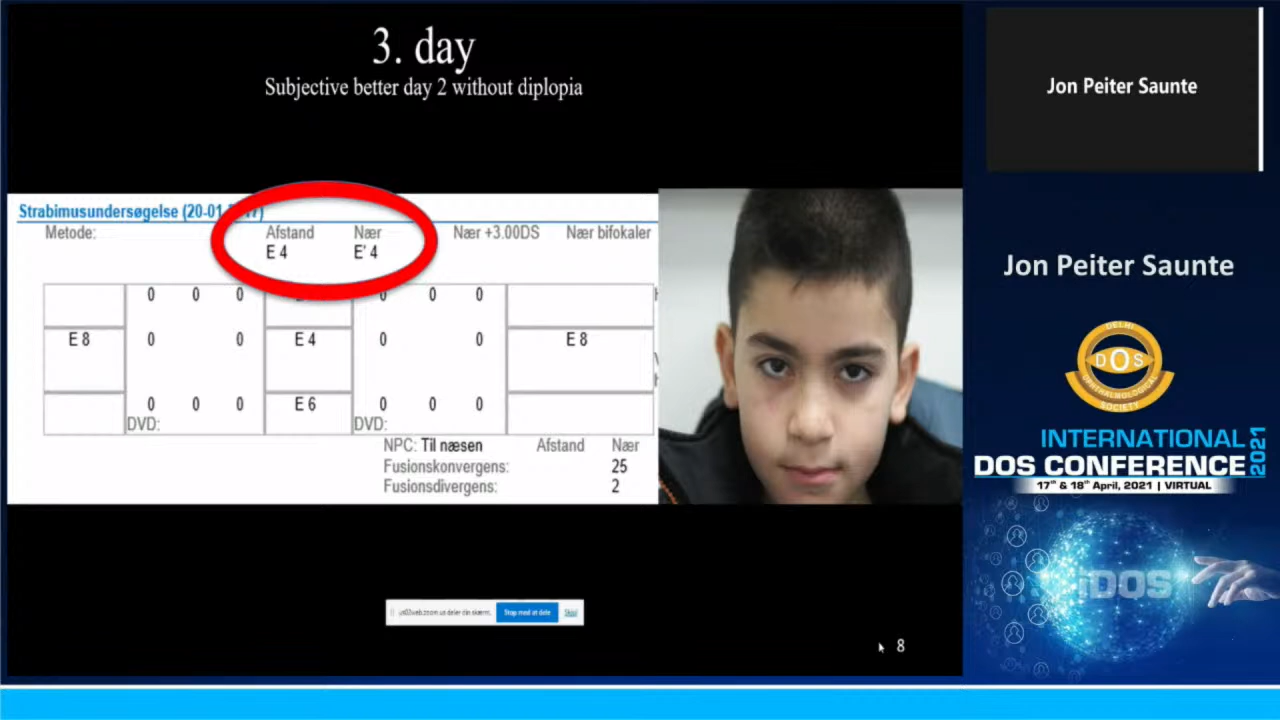 3. day
Subjective better day 2 without diplopia
Strabimusundersøgelse (20-01
Metode: Afstand Nær Nær +3.00DS Nær bifokaler
E 4 E' 4
0 0 0 0 0 0
E 8 0 0 E 4 0 0 E 8
0 0 0 E 6 0 0 0
DVD: DVD:
NPC: Til næsen Afstand Nær
Fusionskonvergens: 25
Fusionsdivergens: 2
Stop med at dele Skjul
8
Jon Peiter Saunte
Jon Peiter Saunte
DELHI
DOS
OPHTHALMOLOGICAL
SOCIETY
INTERNATIONAL
DOS CONFERENCE 2021
17th & 18th April, 2021 | VIRTUAL
iDOS